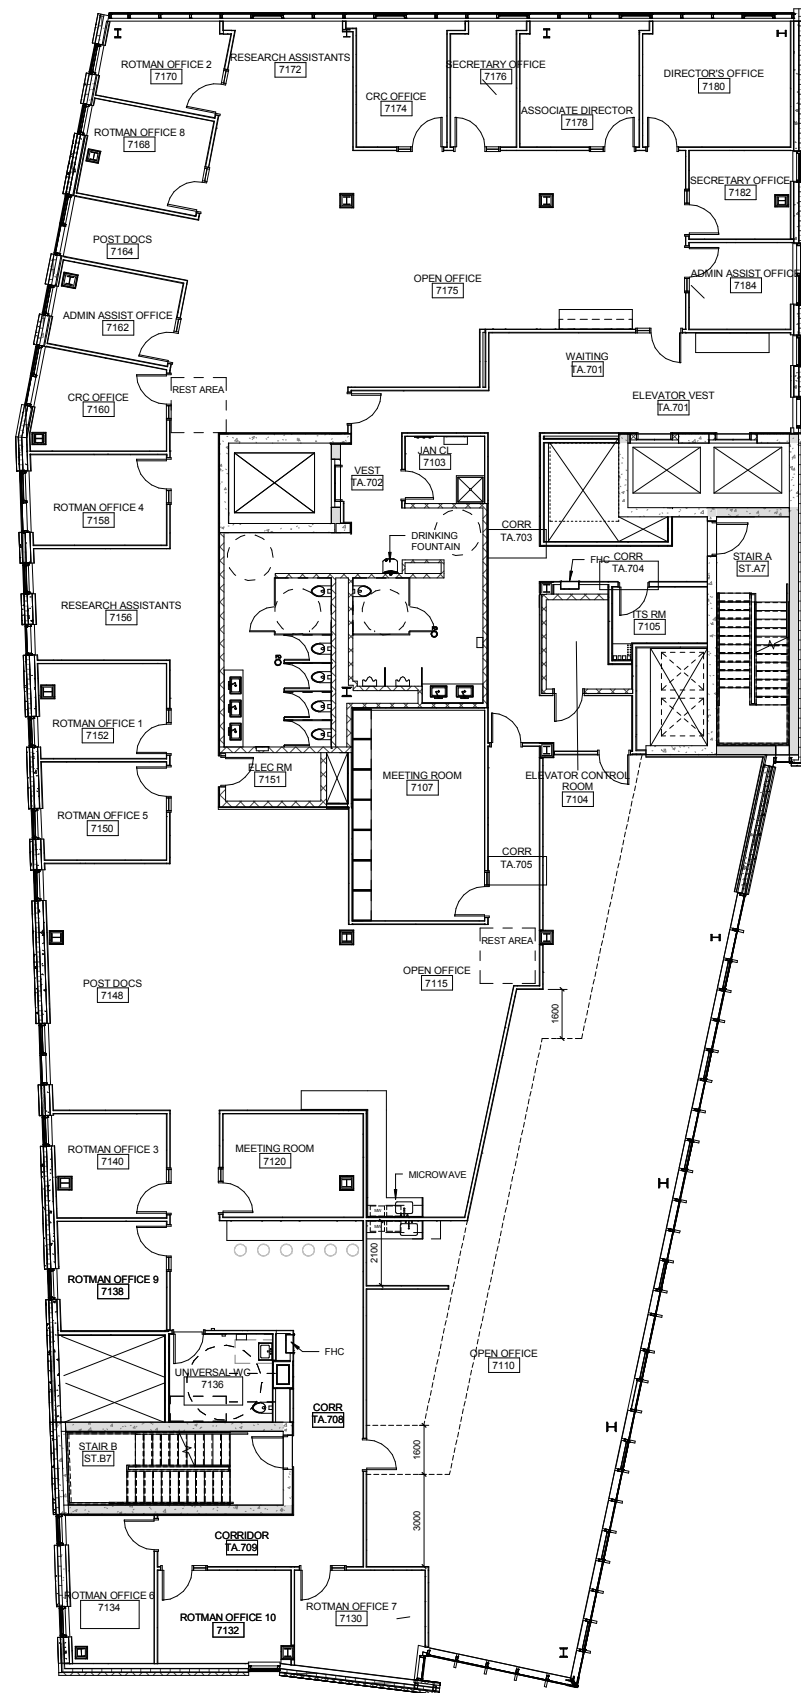 ROTMAN OFFICE 2
7170
RESEARCH ASSISTANTS
7172
CRC OFFICE
7174
SECRETARY OFFICE
7176
ASSOCIATE DIRECTOR
7178
DIRECTOR'S OFFICE
7180
ROTMAN OFFICE 8
7168
SECRETARY OFFICE
7182
POST DOCS
7164
OPEN OFFICE
7175
ADMIN ASSIST OFFICE
7184
ADMIN ASSIST OFFICE
7162
WAITING
TA.701
CRC OFFICE
7160
REST AREA
ELEVATOR VEST
TA.701
JAN CL
7103
VEST
TA.702
ROTMAN OFFICE 4
7158
DRINKING
FOUNTAIN
CORR
TA.703
FHC
CORR
TA.704
STAIR A
ST.A7
RESEARCH ASSISTANTS
7156
ITS RM
7105
ROTMAN OFFICE 1
7152
ELEC RM
7151
MEETING ROOM
7107
ELEVATOR CONTROL
ROOM
7104
ROTMAN OFFICE 5
7150
CORR
TA.705
REST AREA
POST DOCS
7148
OPEN OFFICE
7115
1600
ROTMAN OFFICE 3
7140
MEETING ROOM
7120
MICROWAVE
2100
ROTMAN OFFICE 9
7138
FHC
OPEN OFFICE
7110
UNIVERSAL WC
7136
CORR
TA.708
STAIR B
ST.B7
1600
3000
CORRIDOR
TA.709
ROTMAN OFFICE 6
7134
ROTMAN OFFICE 10
7132
ROTMAN OFFICE 7
7130